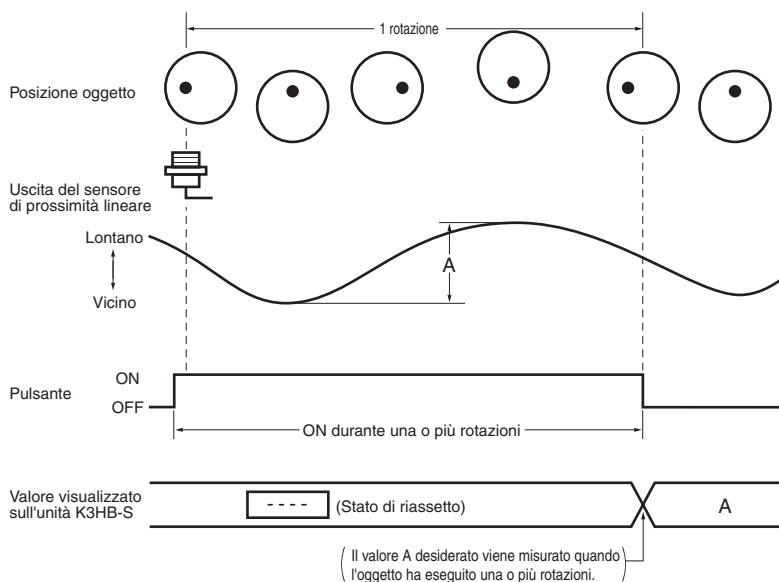 1 rotazione
Posizione oggetto
Uscita del sensore
di prossimità lineare
Lontano
A
Vicino
Pulsante
ON
OFF
ON durante una o più rotazioni
Valore visualizzato
sull'unità K3HB-S
- - - -
(Stato di riassetto)
A
( Il valore A desiderato viene misurato quando
l'oggetto ha eseguito una o più rotazioni. )